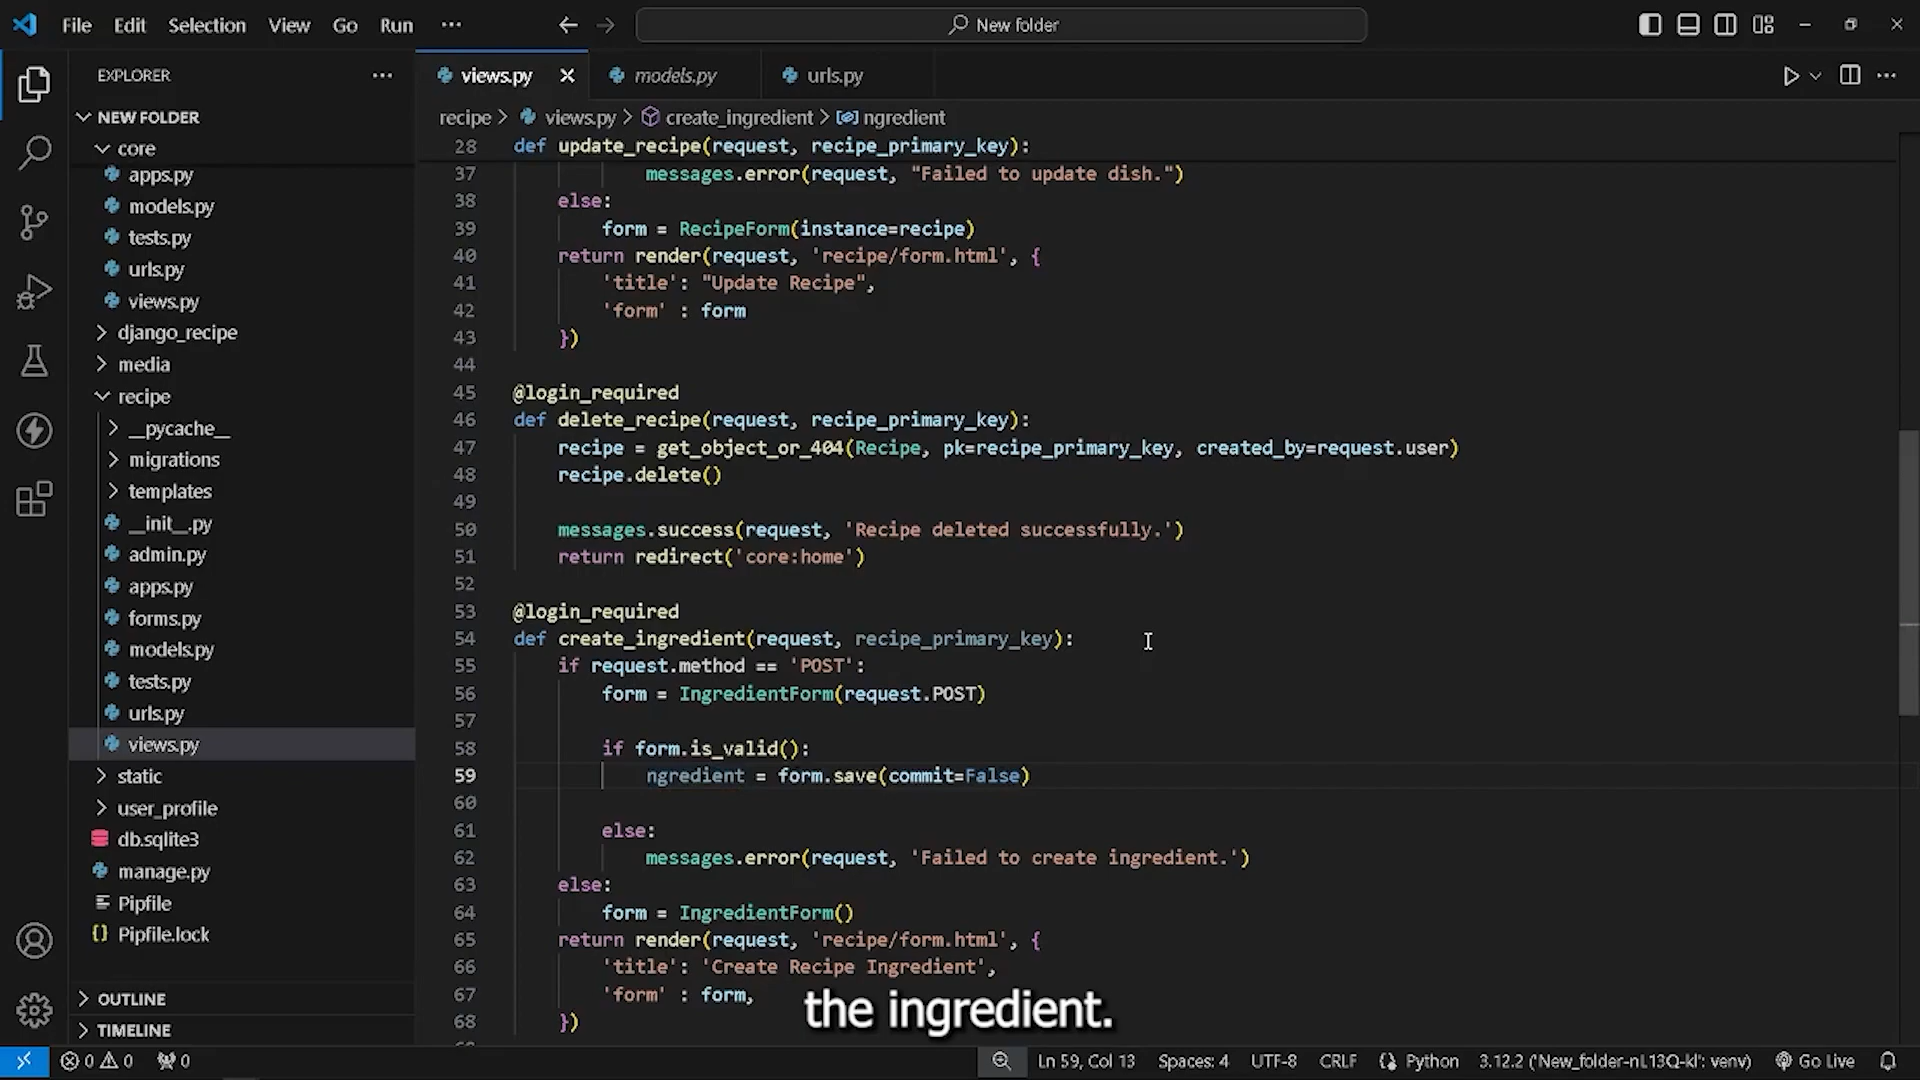 File Edit Selection View Go Run ··· New folder
EXPLORER ···
NEW FOLDER
core
apps.py
models.py
tests.py
urls.py
views.py
django_recipe
media
recipe
__pycache__
migrations
templates
__init__.py
admin.py
apps.py
forms.py
models.py
tests.py
urls.py
views.py
static
user_profile
db.sqlite3
manage.py
Pipfile
Pipfile.lock
OUTLINE
TIMELINE
views.py models.py urls.py
recipe > views.py > create_ingredient > ngredient
28 def update_recipe(request, recipe_primary_key):
37 messages.error(request, "Failed to update dish.")
38 else:
39 form = RecipeForm(instance=recipe)
40 return render(request, 'recipe/form.html', {
41 'title': "Update Recipe",
42 'form' : form
43 })
44
45 @login_required
46 def delete_recipe(request, recipe_primary_key):
47 recipe = get_object_or_404(Recipe, pk=recipe_primary_key, created_by=request.user)
48 recipe.delete()
49
50 messages.success(request, 'Recipe deleted successfully.')
51 return redirect('core:home')
52
53 @login_required
54 def create_ingredient(request, recipe_primary_key):
55 if request.method == 'POST':
56 form = IngredientForm(request.POST)
57
58 if form.is_valid():
59 ngredient = form.save(commit=False)
60
61 else:
62 messages.error(request, 'Failed to create ingredient.')
63 else:
64 form = IngredientForm()
65 return render(request, 'recipe/form.html', {
66 'title': 'Create Recipe Ingredient',
67 'form' : form,
68 })
the ingredient.
0 0 0 Ln 59, Col 13 Spaces: 4 UTF-8 CRLF Python 3.12.2 ('New_folder-nL13Q-kl': venv) Go Live